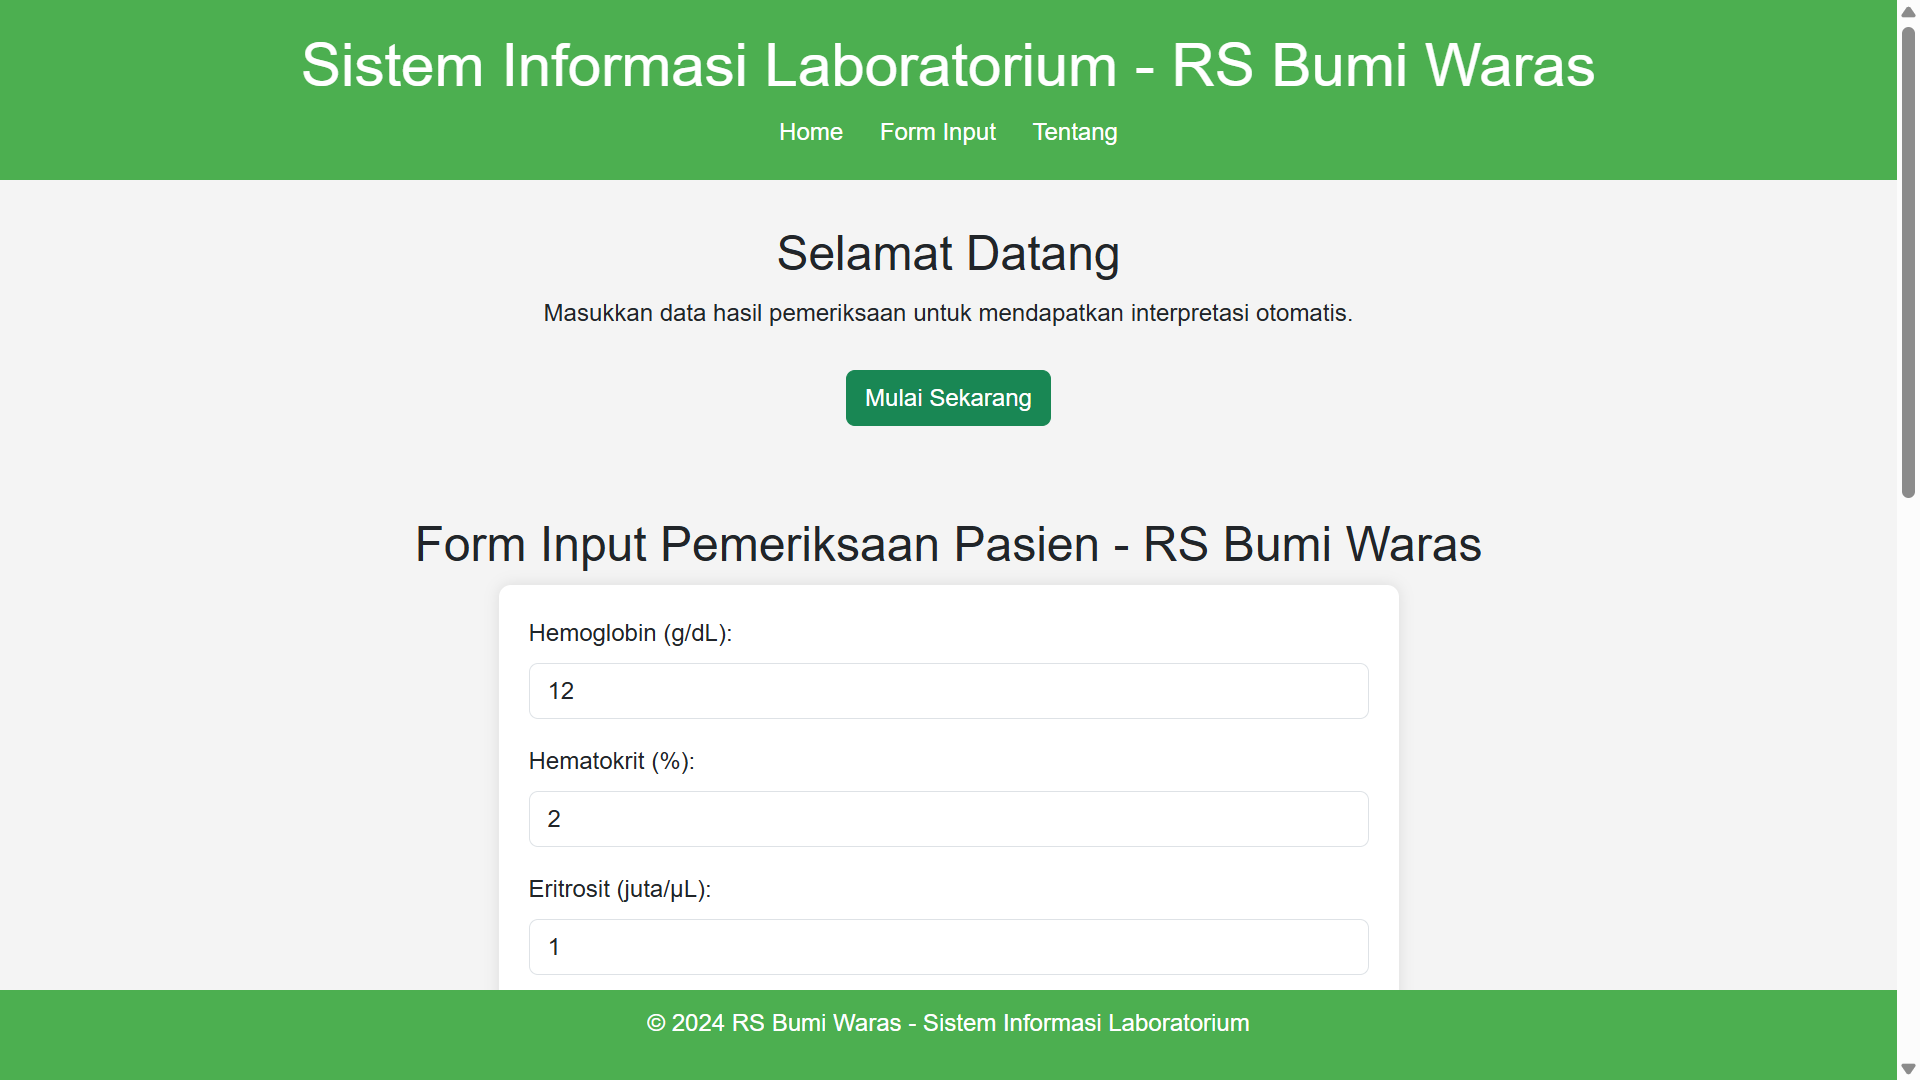 Sistem Informasi Laboratorium - RS Bumi Waras
Home Form Input Tentang
Selamat Datang
Masukkan data hasil pemeriksaan untuk mendapatkan interpretasi otomatis.
Mulai Sekarang
Form Input Pemeriksaan Pasien - RS Bumi Waras
Hemoglobin (g/dL):
12
Hematokrit (%):
2
Eritrosit (juta/µL):
1
© 2024 RS Bumi Waras - Sistem Informasi Laboratorium